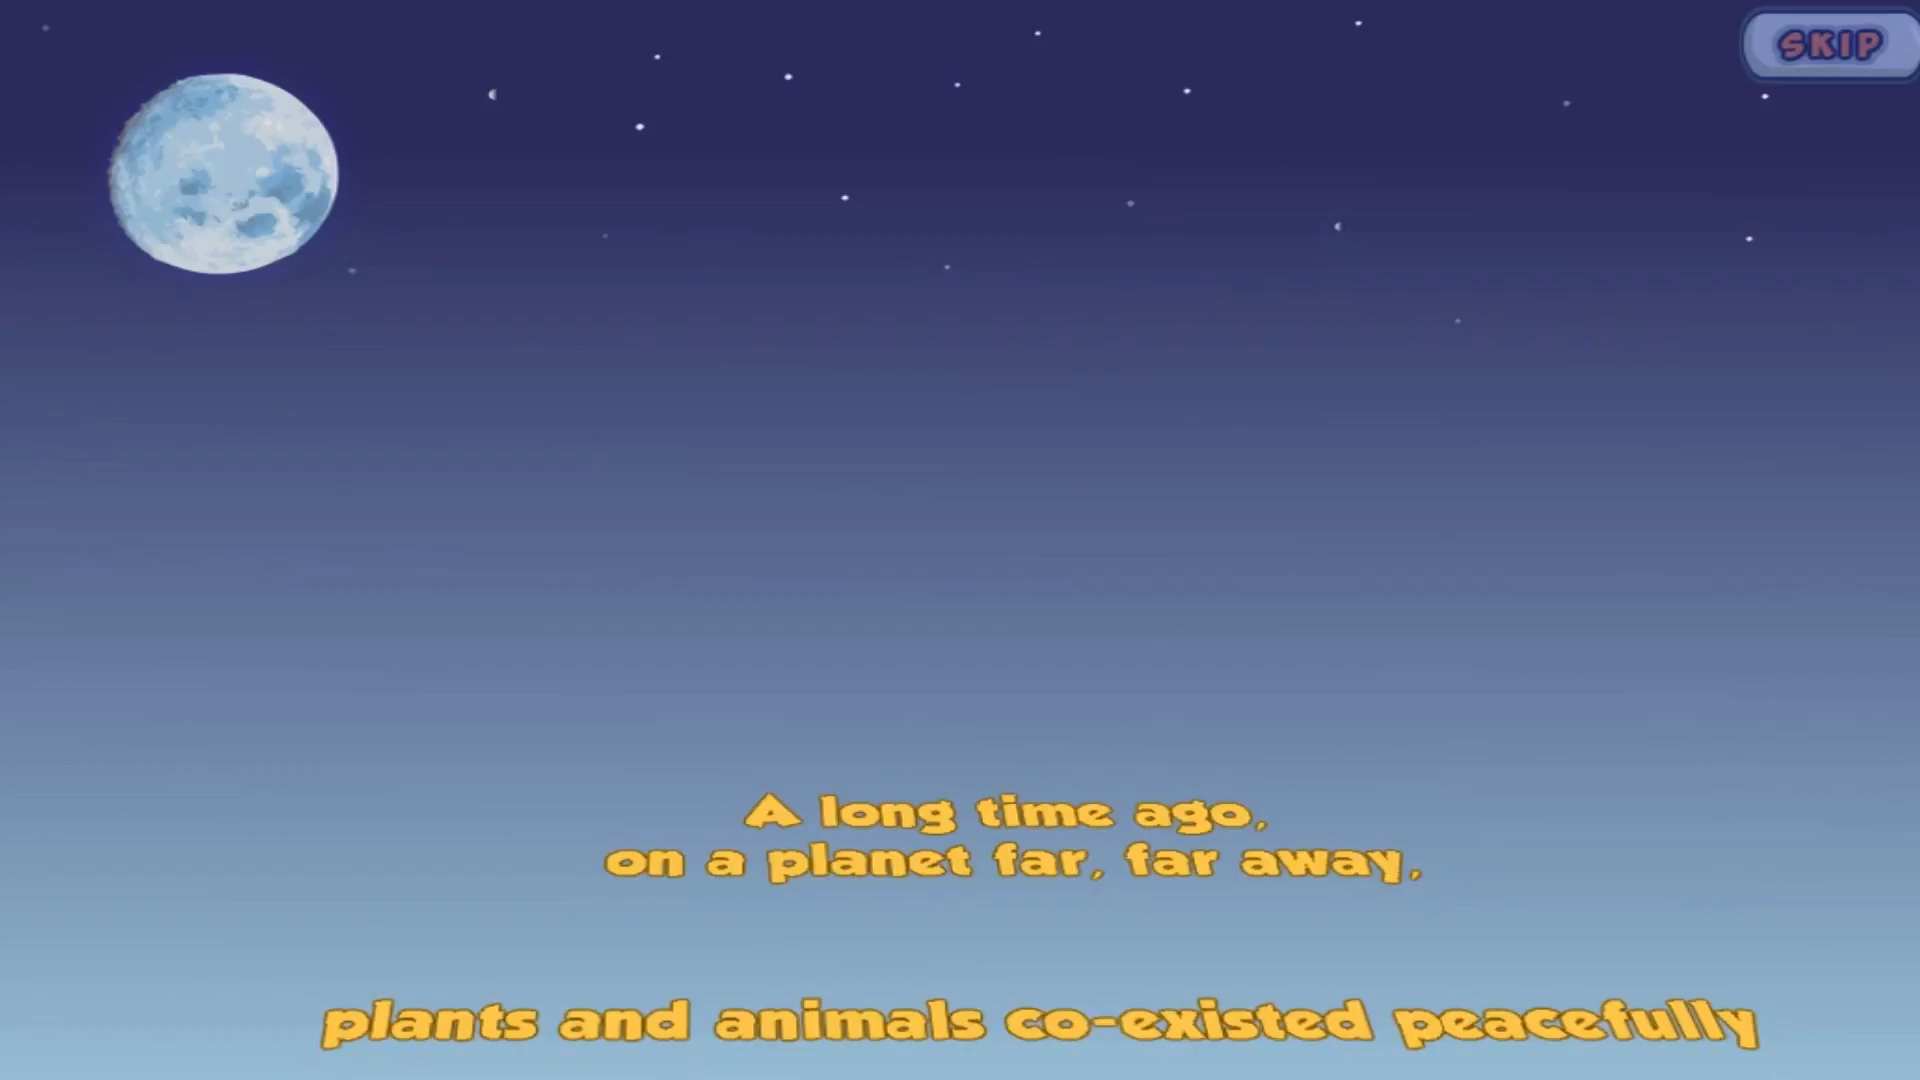 SKIP
A long time ago,
on a planet far, far away,
plants and animals co-existed peacefully